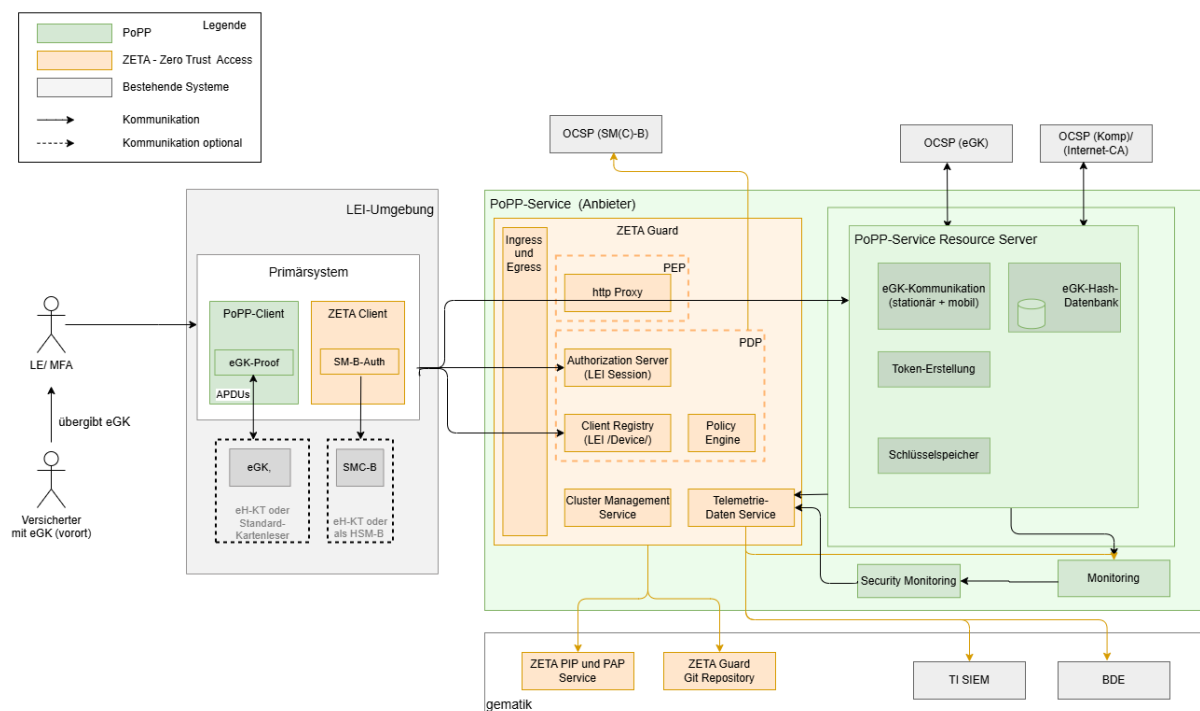 Legende
PoPP
ZETA - Zero Trust Access
Bestehende Systeme
Kommunikation
Kommunikation optional
OCSP (SM(C)-B)
OCSP (eGK)
OCSP (Komp)/
(Internet-CA)
LEI-Umgebung
Primärsystem
PoPP-Client
eGK-Proof
APDUs
ZETA Client
SM-B-Auth
LE/ MFA
übergibt eGK
Versicherter
mit eGK (vorort)
eGK,
eH-KT oder
Standard-
Kartenleser
SMC-B
eH-KT oder
als HSM-B
PoPP-Service (Anbieter)
ZETA Guard
Ingress
und
Egress
PEP
http Proxy
PDP
Authorization Server
(LEI Session)
Client Registry
(LEI /Device/)
Policy
Engine
Cluster Management
Service
Telemetrie-
Daten Service
PoPP-Service Resource Server
eGK-Kommunikation
(stationär + mobil)
eGK-Hash-
Datenbank
Token-Erstellung
Schlüsselspeicher
Security Monitoring
Monitoring
ZETA PIP und PAP
Service
ZETA Guard
Git Repository
TI SIEM
BDE
gematik